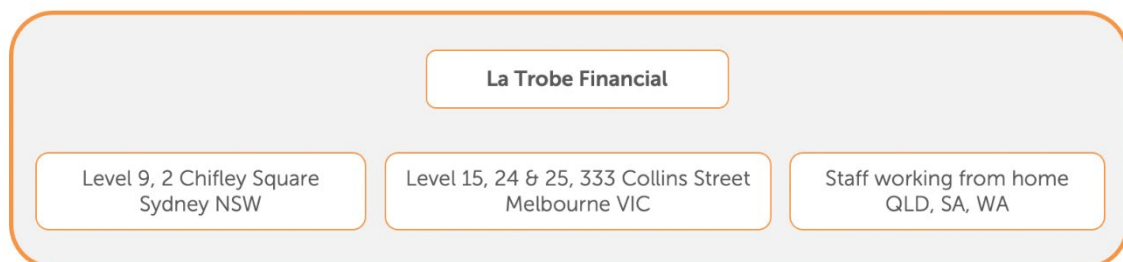 La Trobe Financial
Level 9, 2 Chifley Square
Sydney NSW
Level 15, 24 & 25, 333 Collins Street
Melbourne VIC
Staff working from home
QLD, SA, WA